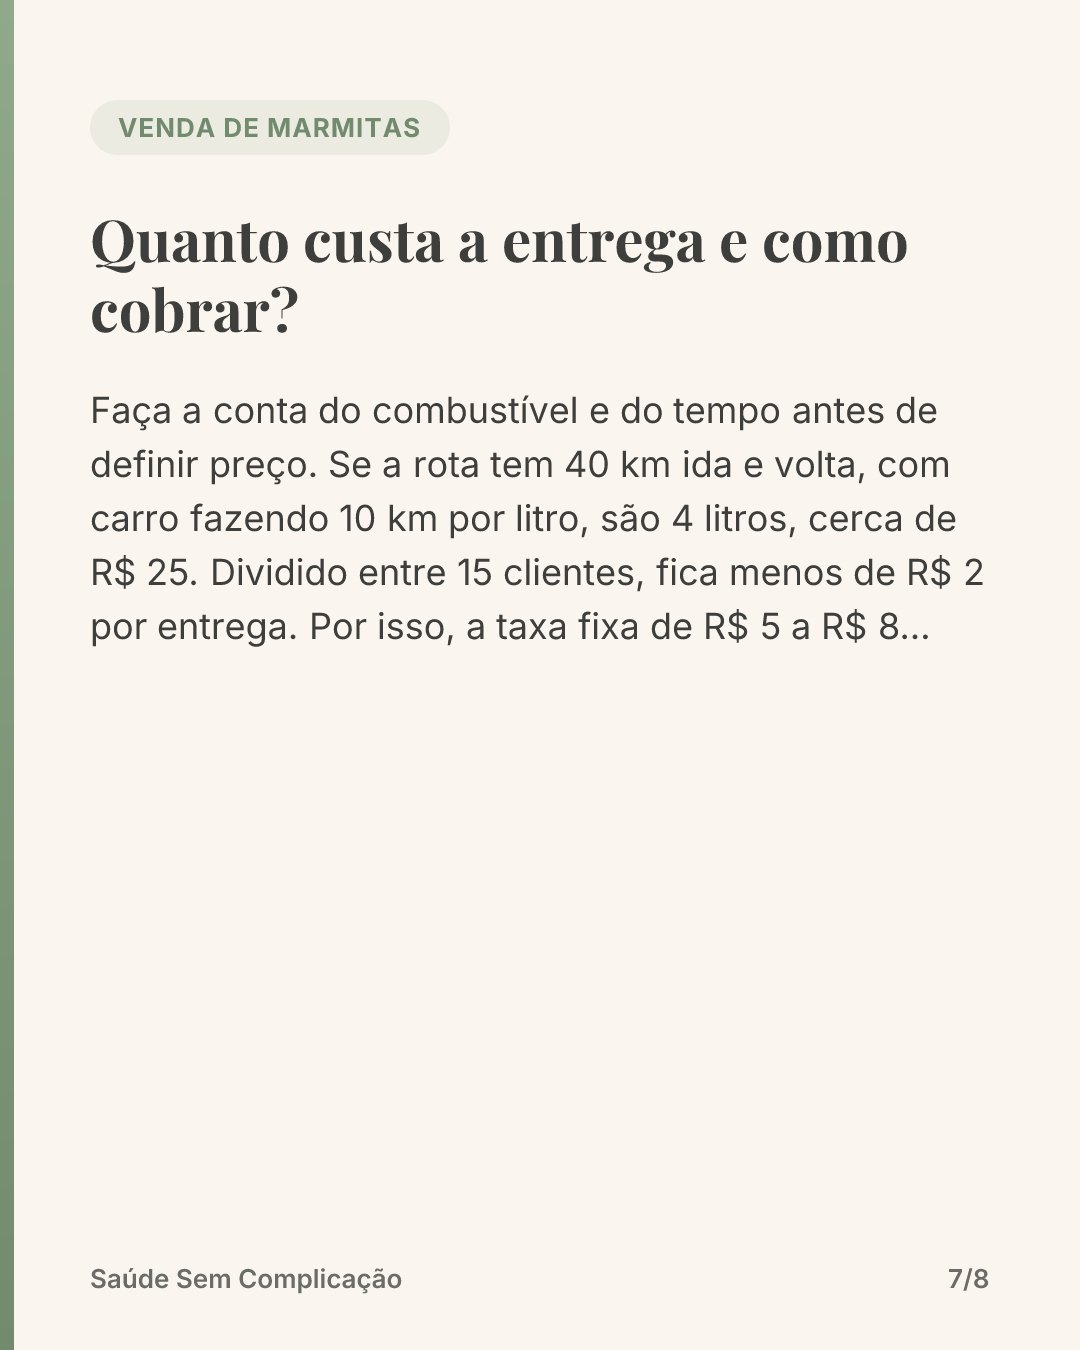 VENDA DE MARMITAS
Quanto custa a entrega e como
cobrar?
Faça a conta do combustível e do tempo antes de
definir preço. Se a rota tem 40 km ida e volta, com
carro fazendo 10 km por litro, são 4 litros, cerca de
R$ 25. Dividido entre 15 clientes, fica menos de R$ 2
por entrega. Por isso, a taxa fixa de R$ 5 a R$ 8...
Saúde Sem Complicação
7/8